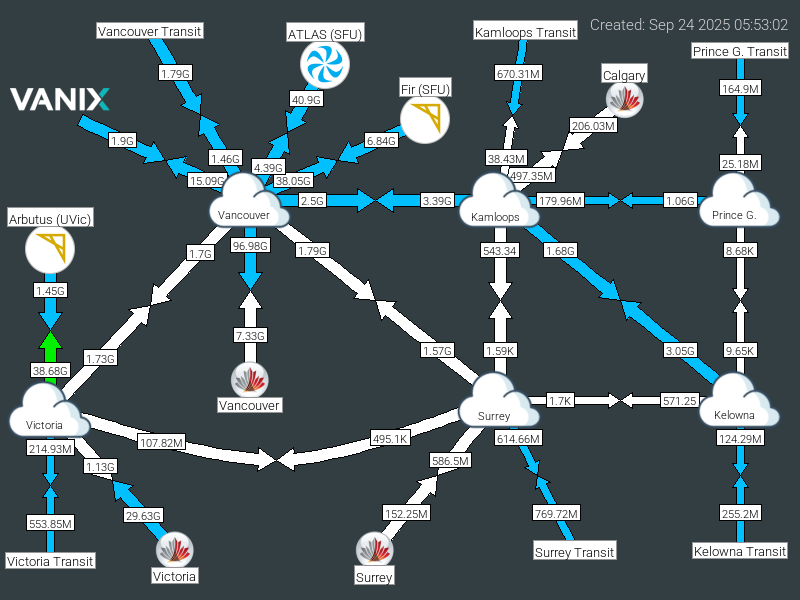 Created: Sep 24 2025 05:53:02
Vancouver Transit
ATLAS (SFU)
Kamloops Transit
Prince G. Transit
1.79G
670.31M
Calgary
164.9M
VANIX
40.9G
Fir (SFU)
206.03M
1.9G
6.84G
1.46G
38.43M
25.18M
4.39G
15.09G
38.05G
497.35M
2.5G
3.39G
179.96M
1.06G
Arbutus (UVic)
Vancouver
Kamloops
Prince G.
96.98G
1.7G
1.79G
543.34
1.68G
8.68K
1.45G
7.33G
1.73G
1.57G
1.59K
3.05G
9.65K
38.68G
Vancouver
1.7K
571.25
Victoria
Surrey
Kelowna
107.82M
495.1K
214.93M
614.66M
124.29M
1.13G
586.5M
553.85M
29.63G
152.25M
769.72M
255.2M
Victoria Transit
Victoria
Surrey
Surrey Transit
Kelowna Transit